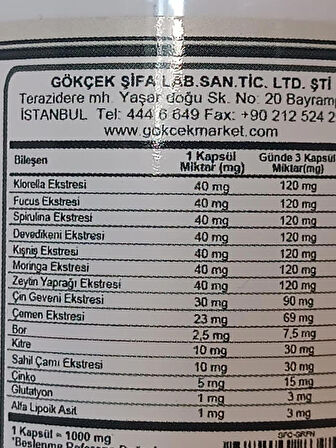 GÖKÇEK ŞİFA LAB.SAN.TİC. LTD. ŞTİ
Terazidere mh. Yaşar doğu Sk. No: 20 Bayram
İSTANBUL Tel: 444 6 649 Fax: +90 212 524 2
www.gokcekmarket.com
Bileşen 1 Kapsül Günde 3 Kapsül
Miktar (mg) Miktar(mg)
Klorella Ekstresi 40 mg 120 mg
Fucus Ekstresi 40 mg 120 mg
Spirulina Ekstresi 40 mg 120 mg
Devedikeni Ekstresi 40 mg 120 mg
Kişniş Ekstresi 40 mg 120 mg
Moringa Ekstresi 40 mg 120 mg
Zeytin Yaprağı Ekstresi 40 mg 120 mg
Çin Geveni Ekstresi 30 mg 90 mg
Çemen Ekstresi 23 mg 69 mg
Bor 2,5 mg 7,5 mg
Kitre 10 mg 30 mg
Sahil Çamı Ekstresi 10 mg 30 mg
Çinko 5 mg 15 mg
Glutatyon 1 mg 3 mg
Alfa Lipoik Asit 1 mg 3 mg
1 Kapsül = 1000 mg
*Beslenme Referans